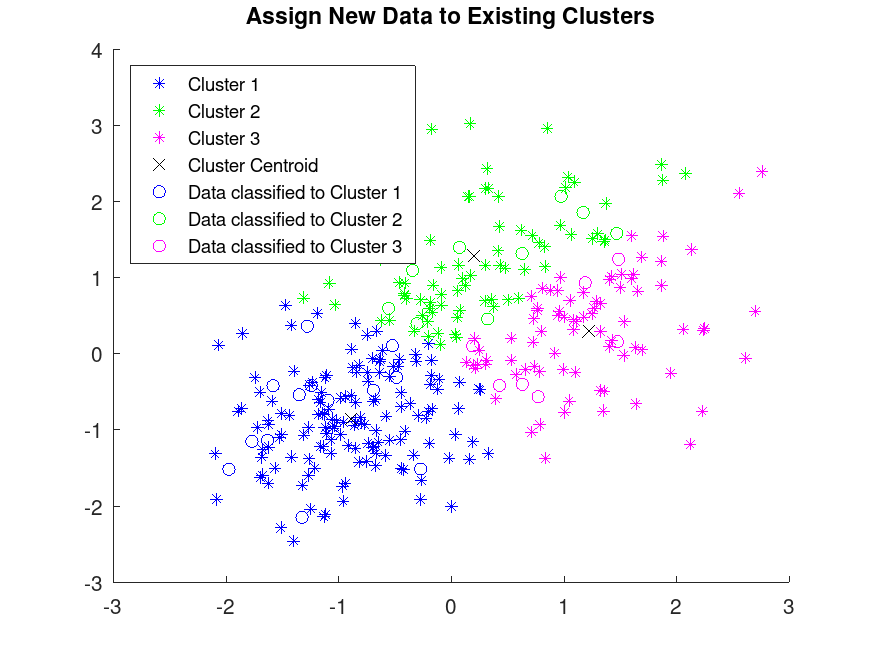 Assign New Data to Existing Clusters
4
3
2
1
0
-1
-2
-3
Cluster 1
Cluster 2
Cluster 3
Cluster Centroid
Data classified to Cluster 1
Data classified to Cluster 2
Data classified to Cluster 3
-3 -2 -1 0 1 2 3